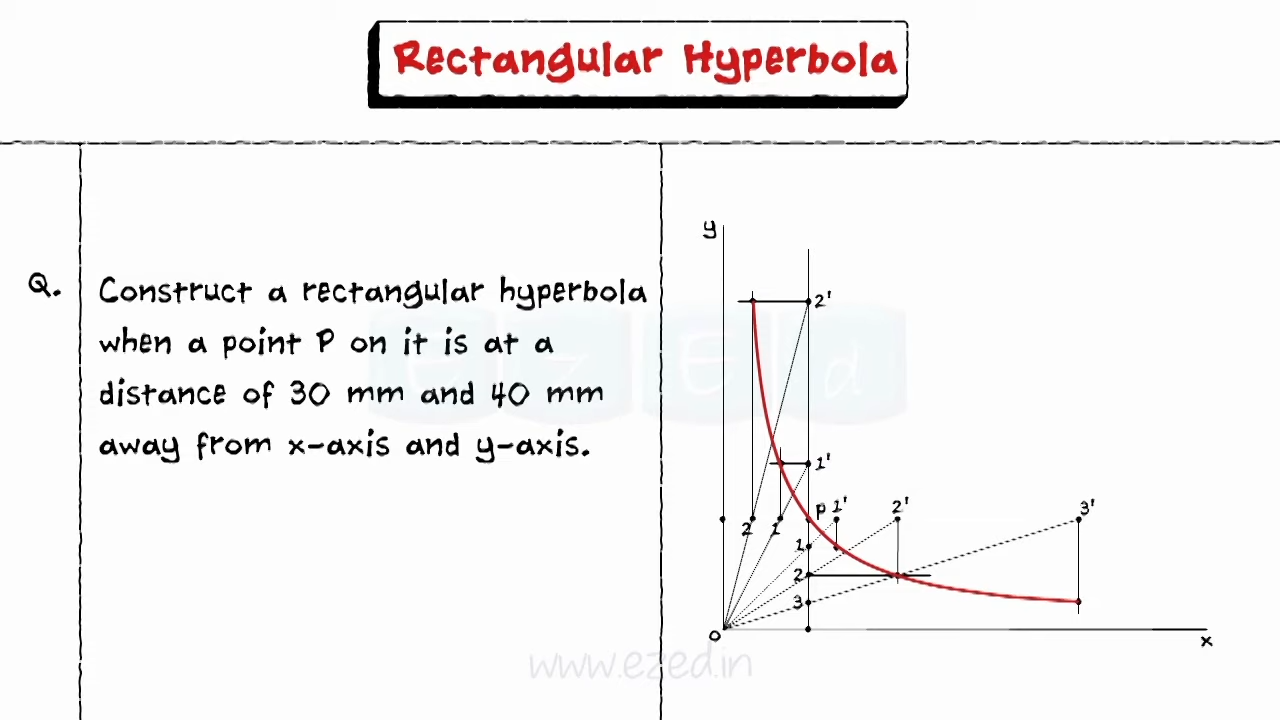 Rectangular Hyperbola
Q. Construct a rectangular hyperbola
when a point P on it is at a
distance of 30 mm and 40 mm
away from x-axis and y-axis.
y
2'
1'
P 1' 2' 3'
2 1
1
2
3
O
x
E z E d
www.ezed.in